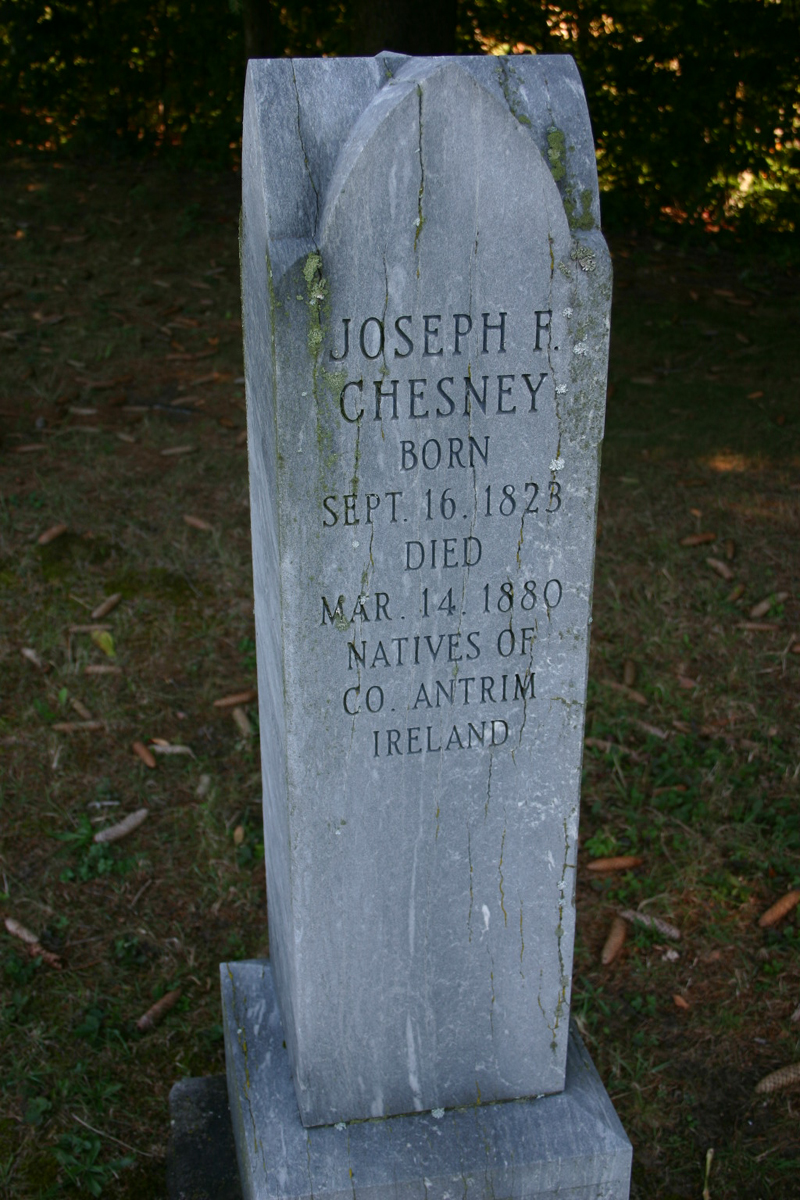 JOSEPH F.
CHESNEY
BORN
SEPT. 16. 1823
DIED
MAR. 14. 1880
NATIVES OF
CO. ANTRIM
IRELAND